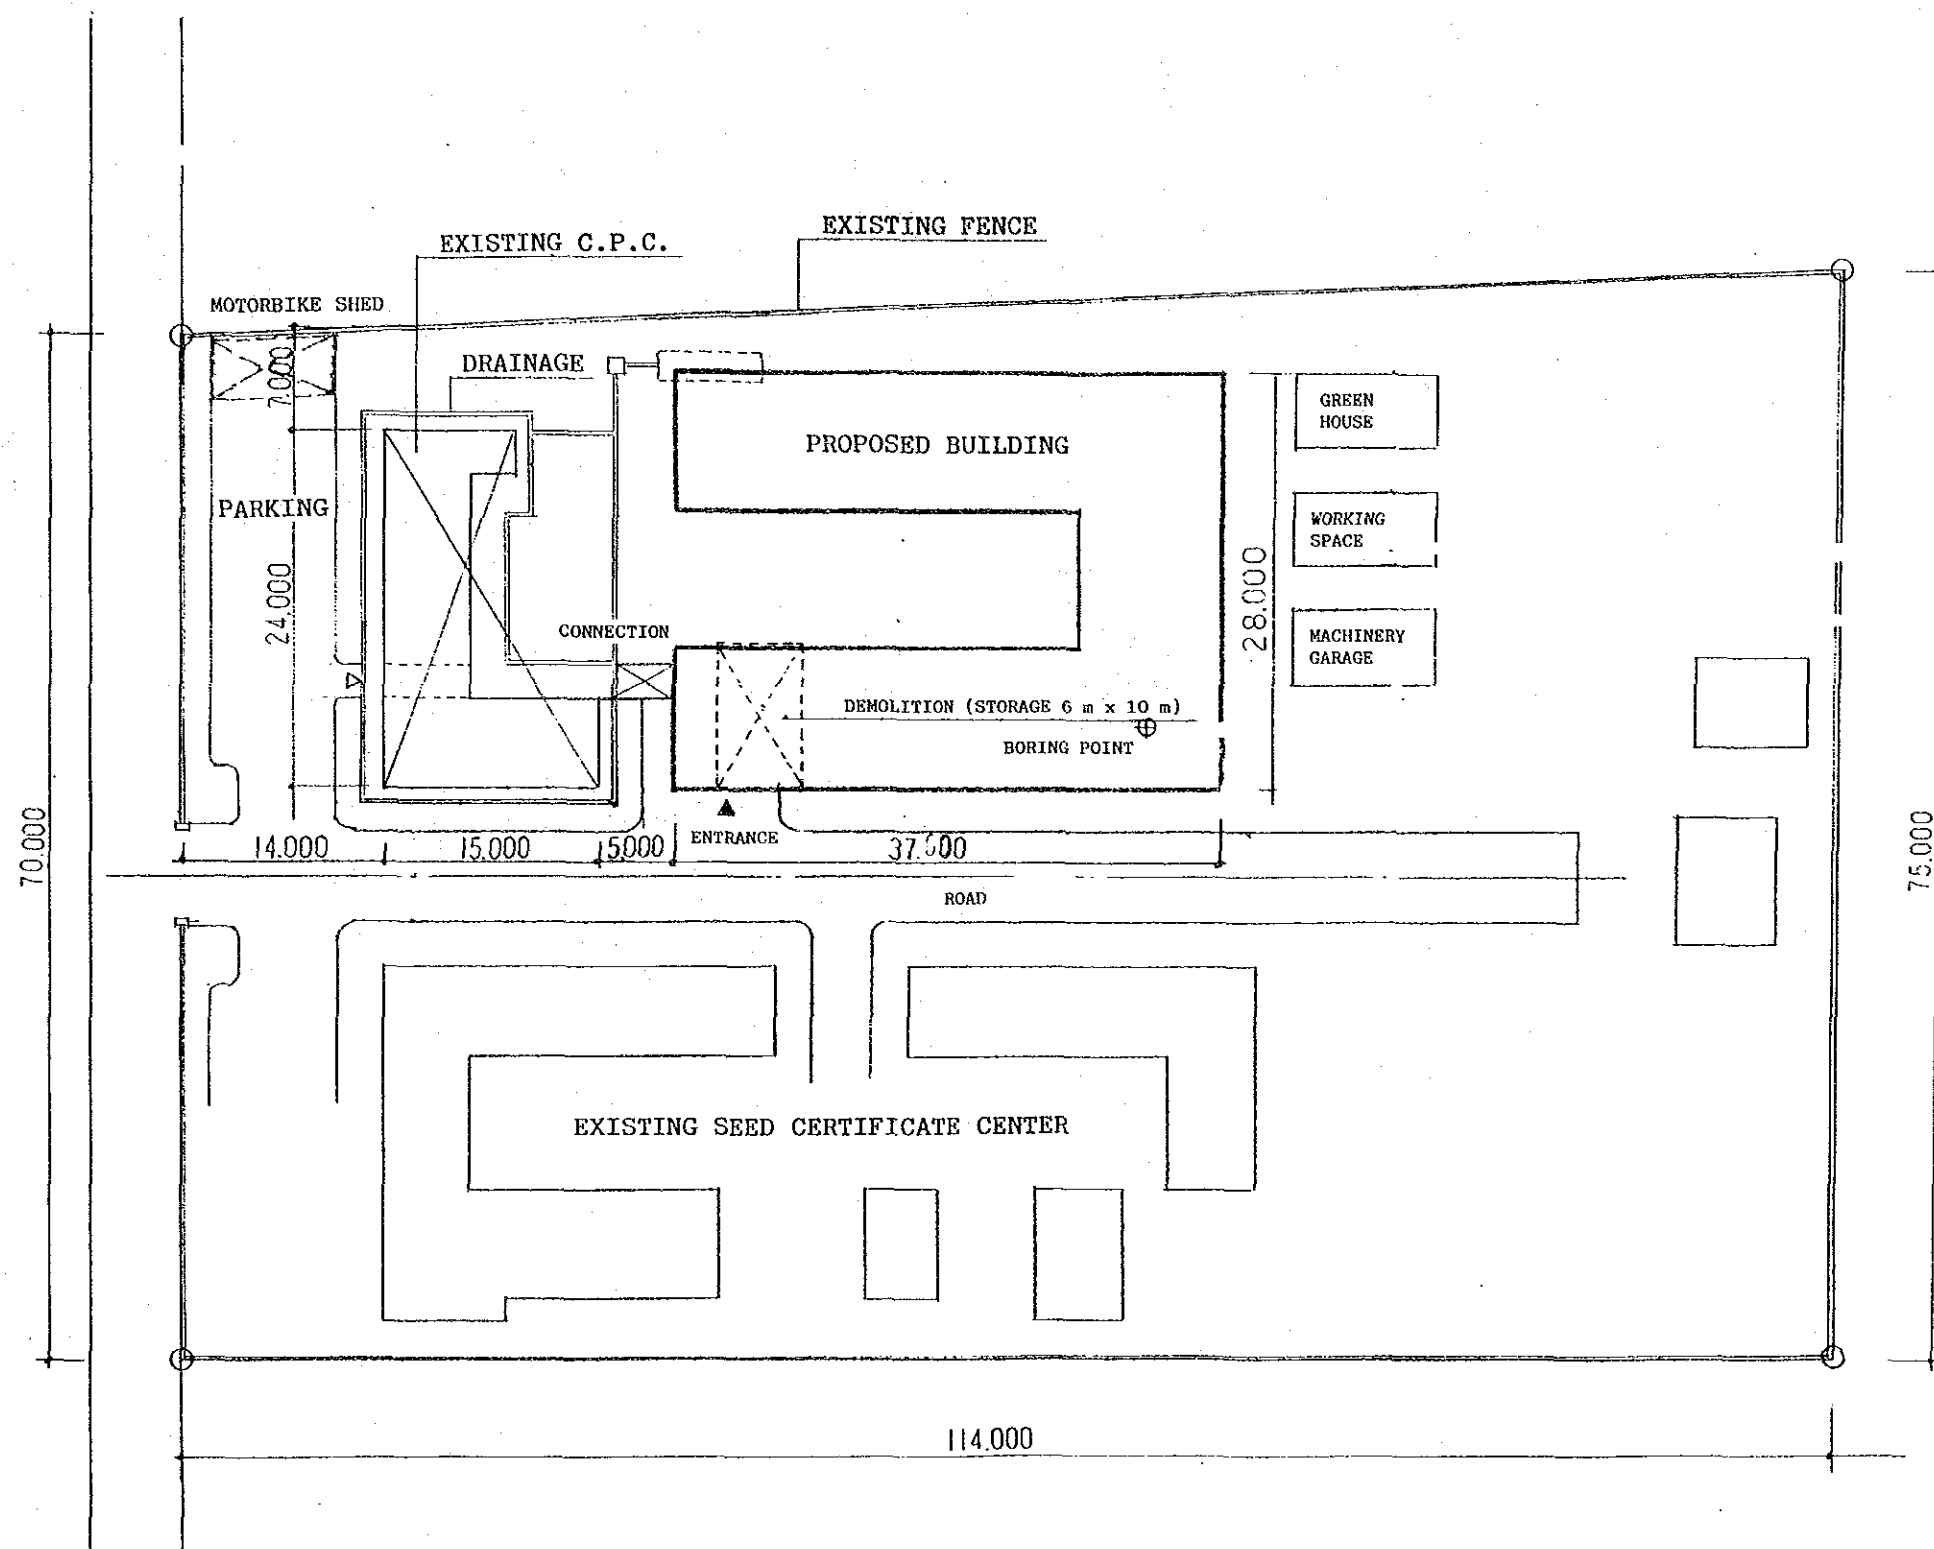 EXISTING FENCE
EXISTING C.P.C.
MOTORBIKE SHED
DRAINAGE
7.000
GREEN
HOUSE
PROPOSED BUILDING
PARKING
WORKING
SPACE
24.000
28.000
CONNECTION
MACHINERY
GARAGE
DEMOLITION (STORAGE 6 m x 10 m)
BORING POINT
ENTRANCE
14.000
15.000
5.000
37.000
70.000
75.000
ROAD
EXISTING SEED CERTIFICATE CENTER
114.000